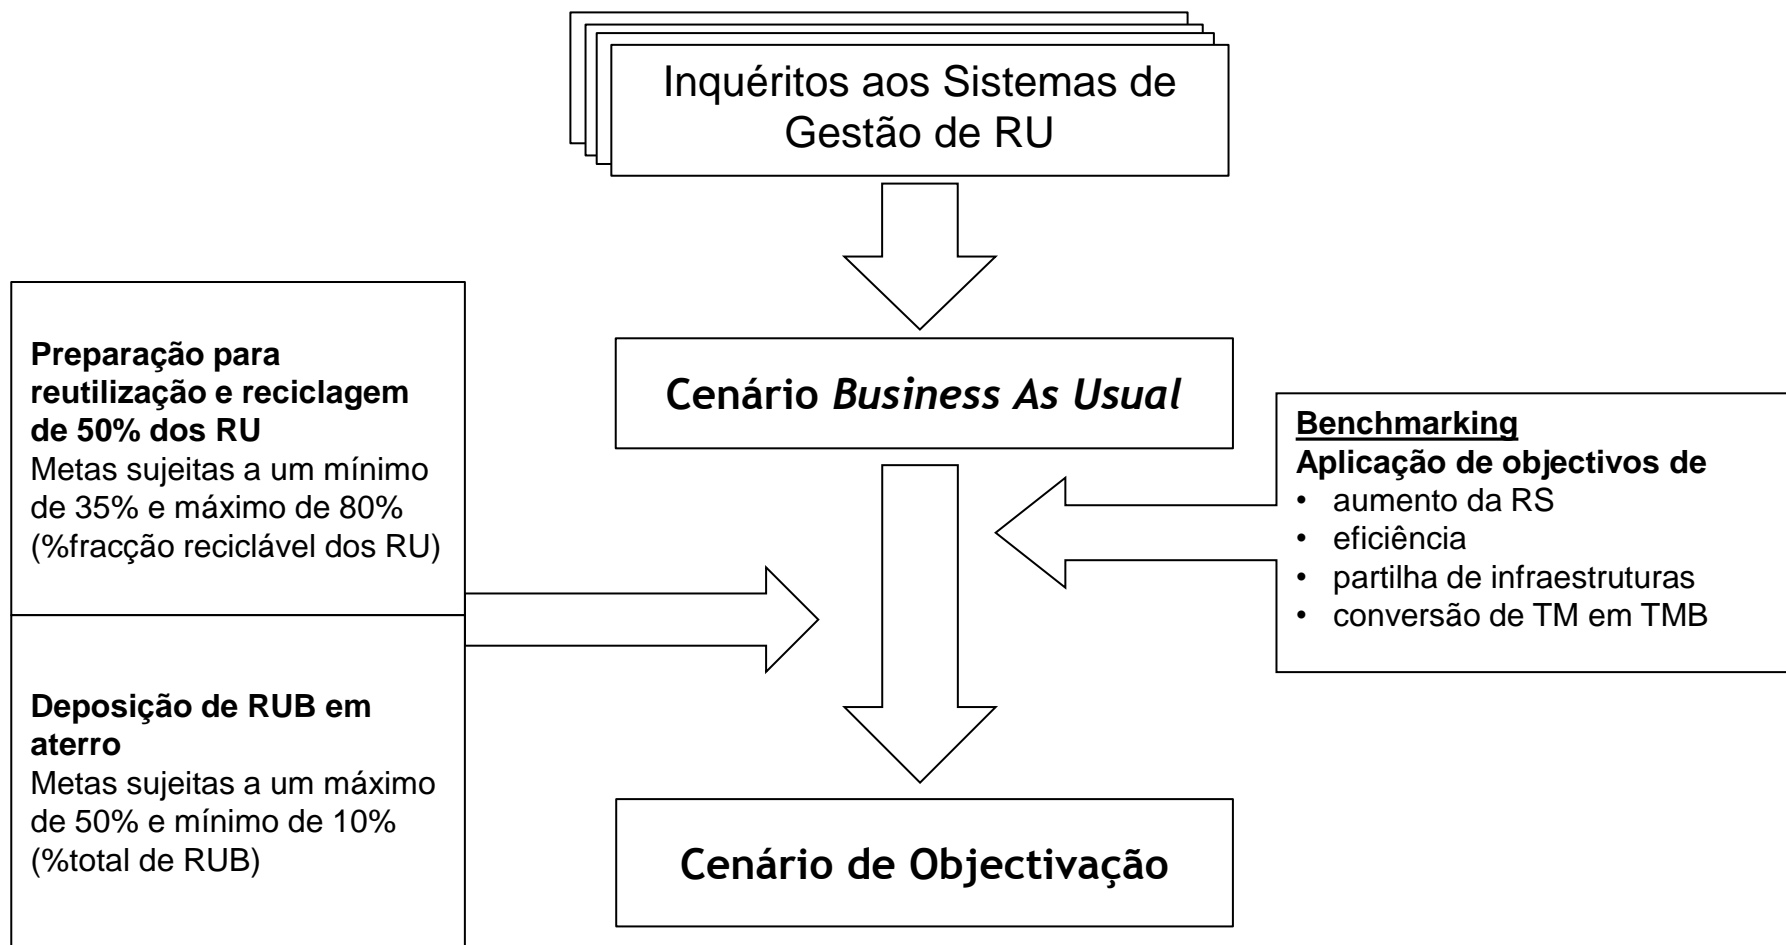 Inquéritos aos Sistemas de
Gestão de RU
Cenário Business As Usual
Preparação para
reutilização e reciclagem
de 50% dos RU
Metas sujeitas a um mínimo
de 35% e máximo de 80%
(%fracção reciclável dos RU)
Deposição de RUB em
aterro
Metas sujeitas a um máximo
de 50% e mínimo de 10%
(%total de RUB)
Benchmarking
Aplicação de objectivos de
• aumento da RS
• eficiência
• partilha de infraestruturas
• conversão de TM em TMB
Cenário de Objectivação